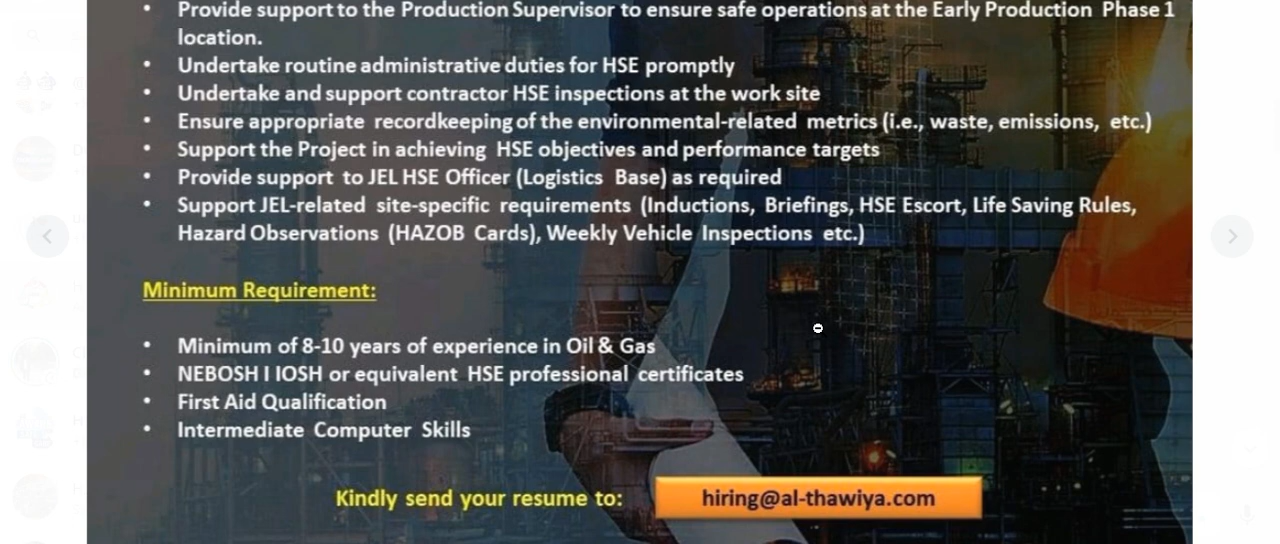 • Provide support to the Production Supervisor to ensure safe operations at the Early Production Phase 1
location.
• Undertake routine administrative duties for HSE promptly
• Undertake and support contractor HSE inspections at the work site
• Ensure appropriate recordkeeping of the environmental-related metrics (i.e., waste, emissions, etc.)
• Support the Project in achieving HSE objectives and performance targets
• Provide support to JEL HSE Officer (Logistics Base) as required
• Support JEL-related site-specific requirements (Inductions, Briefings, HSE Escort, Life Saving Rules,
Hazard Observations (HAZOB Cards), Weekly Vehicle Inspections etc.)
Minimum Requirement:
• Minimum of 8-10 years of experience in Oil & Gas
• NEBOSH I IOSH or equivalent HSE professional certificates
• First Aid Qualification
• Intermediate Computer Skills
Kindly send your resume to: hiring@al-thawiya.com